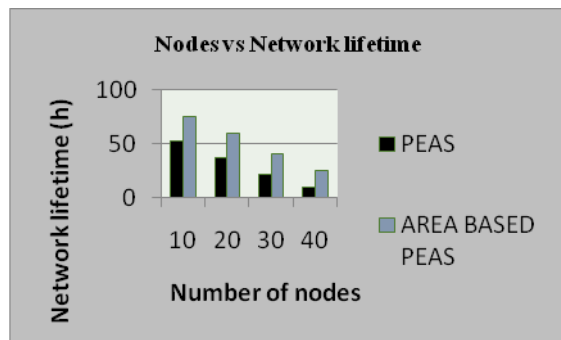 Nodes vs Network lifetime
Network lifetime (h)
100
50
0
10 20 30 40
Number of nodes
PEAS
AREA BASED
PEAS